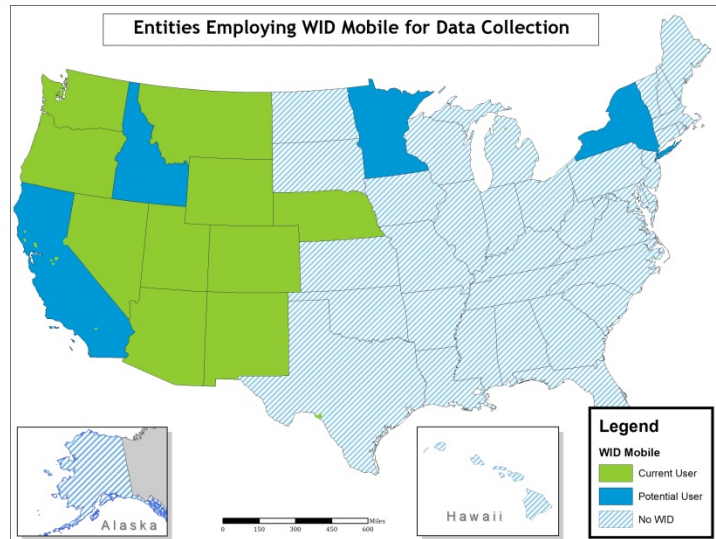 Entities Employing WID Mobile for Data Collection
Legend
WID Mobile
Current User
Potential User
No WID
Alaska
Miles
0 150 300 450 600
Hawaii